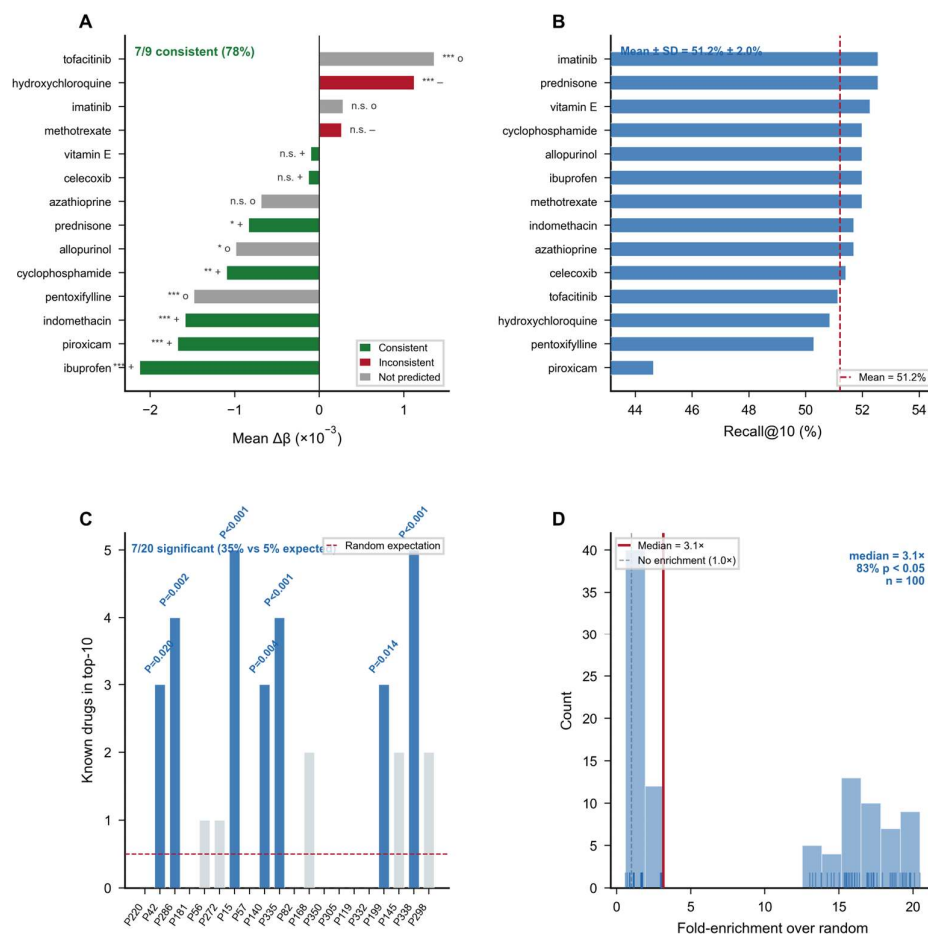 A
7/9 consistent (78%)
tofacitinib
*** o
hydroxychloroquine
*** –
imatinib
n.s. o
methotrexate
n.s. –
vitamin E
n.s. +
celecoxib
n.s. +
azathioprine
n.s. o
prednisone
* +
allopurinol
* o
cyclophosphamide
** +
pentoxifylline
*** o
indomethacin
*** +
piroxicam
*** +
ibuprofen
*** +
Consistent
Inconsistent
Not predicted
−2 −1 0 1
Mean Δβ (×10⁻³)
B
Mean ± SD = 51.2% ± 2.0%
imatinib
prednisone
vitamin E
cyclophosphamide
allopurinol
ibuprofen
methotrexate
indomethacin
azathioprine
celecoxib
tofacitinib
hydroxychloroquine
pentoxifylline
piroxicam
Mean = 51.2%
44 46 48 50 52 54
Recall@10 (%)
C
7/20 significant (35% vs 5% expected)
Random expectation
P=0.020
P=0.002
P<0.001
P=0.004
P<0.001
P=0.014
P<0.001
Known drugs in top-10
5
4
3
2
1
0
P220 P42 P286 P181 P56 P272 P15 P57 P140 P335 P82 P168 P350 P305 P119 P332 P199 P145 P338 P298
D
Median = 3.1×
No enrichment (1.0×)
median = 3.1×
83% p < 0.05
n = 100
Count
40
35
30
25
20
15
10
5
0
0 5 10 15 20
Fold-enrichment over random